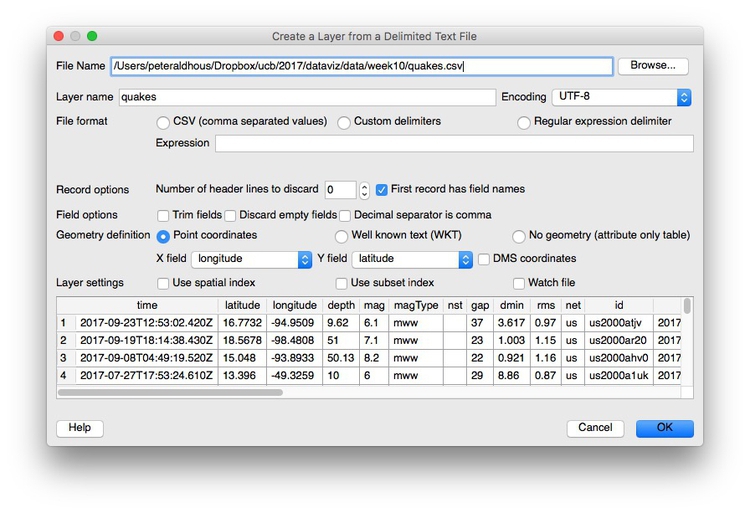 Create a Layer from a Delimited Text File
File Name /Users/peteraldhous/Dropbox/ucb/2017/dataviz/data/week10/quakes.csv Browse...
Layer name quakes Encoding UTF-8
File format CSV (comma separated values) Custom delimiters Regular expression delimiter
Expression
Record options Number of header lines to discard 0 First record has field names
Field options Trim fields Discard empty fields Decimal separator is comma
Geometry definition Point coordinates Well known text (WKT) No geometry (attribute only table)
X field longitude Y field latitude DMS coordinates
Layer settings Use spatial index Use subset index Watch file
time latitude longitude depth mag magType nst gap dmin rms net id
1 2017-09-23T12:53:02.420Z 16.7732 -94.9509 9.62 6.1 mww 37 3.617 0.97 us us2000atjv 2017
2 2017-09-19T18:14:38.430Z 18.5678 -98.4808 51 7.1 mww 23 1.003 1.15 us us2000ar20 2017
3 2017-09-08T04:49:19.520Z 15.048 -93.8933 50.13 8.2 mww 22 0.921 1.16 us us2000ahv0 2017
4 2017-07-27T17:53:24.610Z 13.396 -49.3259 10 6 mww 29 8.86 0.87 us us2000a1uk 2017
Help Cancel OK